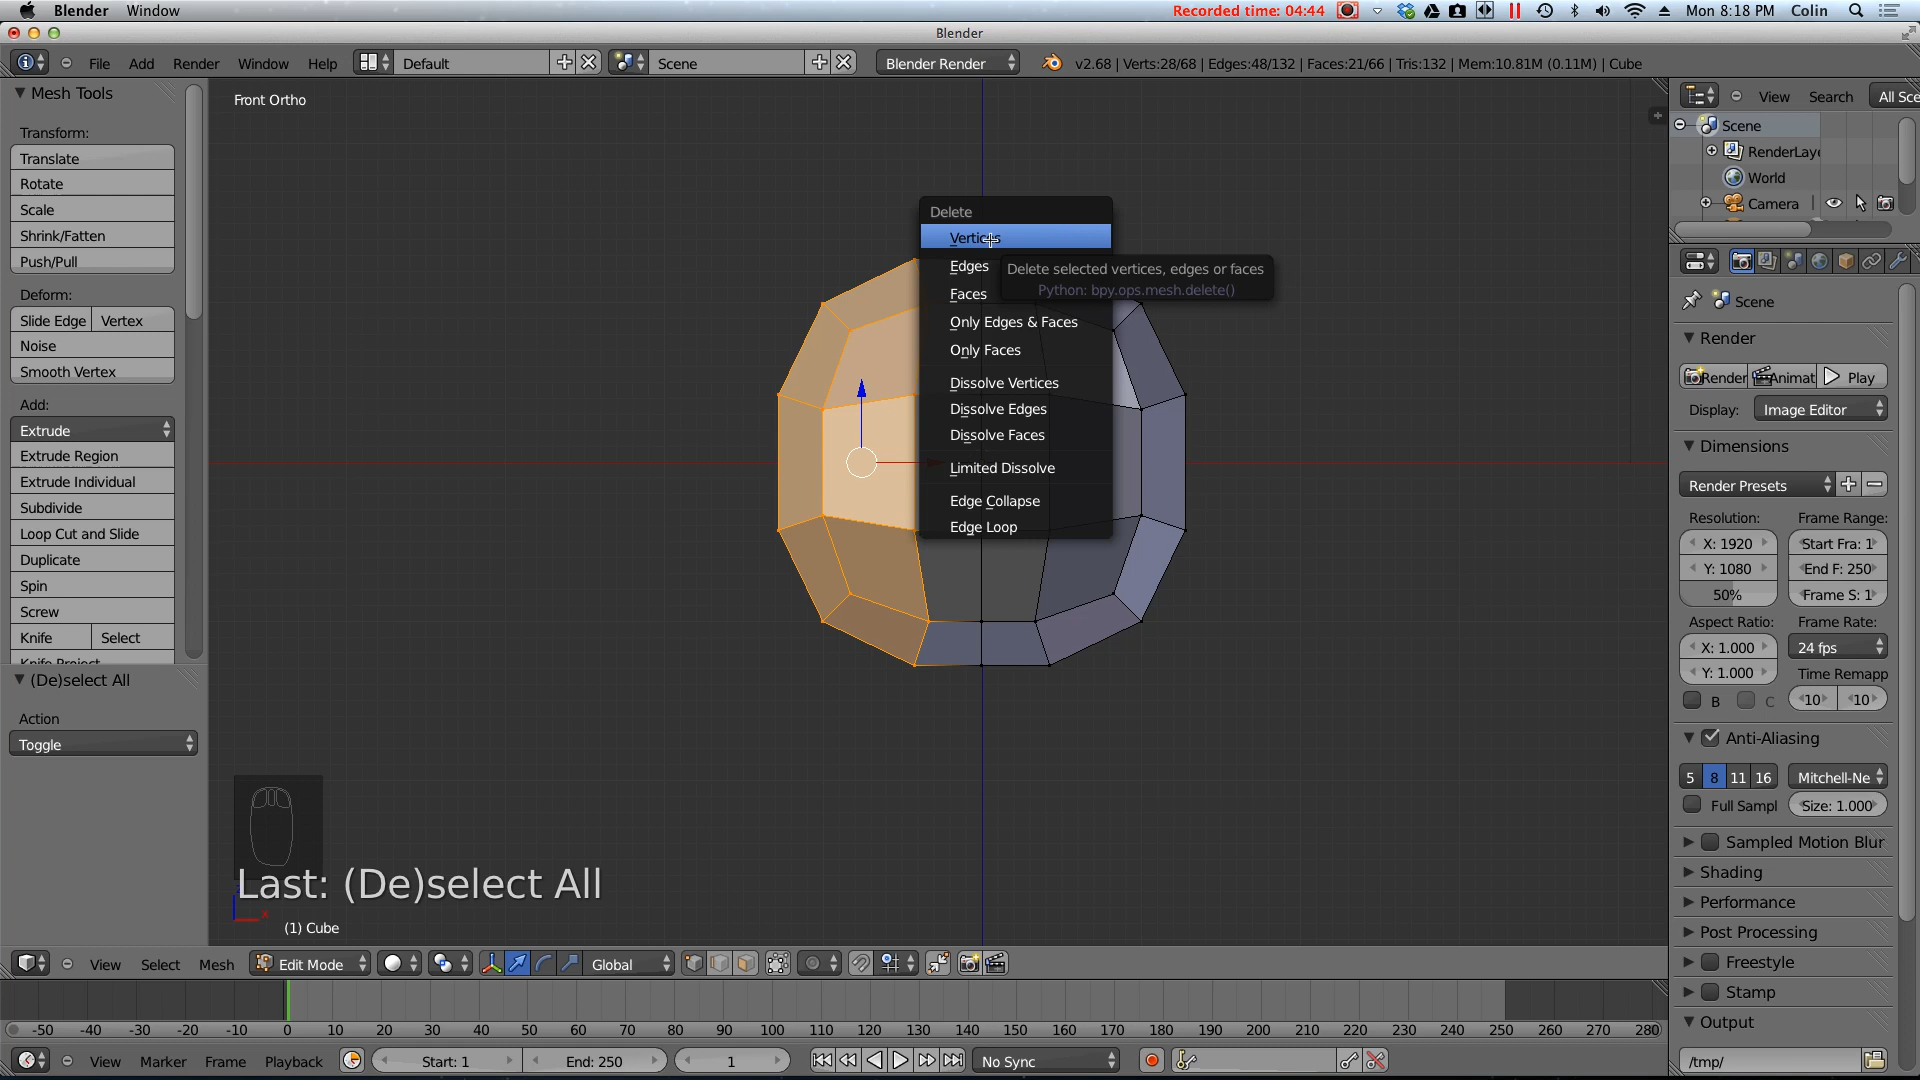 Blender Window Recorded time: 04:44 Mon 8:18 PM Colin
Blender
File Add Render Window Help Default Scene Blender Render v2.68 | Verts:28/68 | Edges:48/132 | Faces:21/66 | Tris:132 | Mem:10.81M (0.11M) | Cube
Mesh Tools
Transform:
Translate
Rotate
Scale
Shrink/Fatten
Push/Pull
Deform:
Slide Edge Vertex
Noise
Smooth Vertex
Add:
Extrude
Extrude Region
Extrude Individual
Subdivide
Loop Cut and Slide
Duplicate
Spin
Screw
Knife Select
Knife Project
(De)select All
Action
Toggle
Front Ortho
Delete
Vertices
Edges
Faces
Only Edges & Faces
Only Faces
Dissolve Vertices
Dissolve Edges
Dissolve Faces
Limited Dissolve
Edge Collapse
Edge Loop
Delete selected vertices, edges or faces
Python: bpy.ops.mesh.delete()
Last: (De)select All
(1) Cube
View Search All Sce
Scene
RenderLaye
World
Camera
Scene
Render
Render Animat Play
Display: Image Editor
Dimensions
Render Presets
Resolution: Frame Range:
X: 1920 Start Fra: 1
Y: 1080 End F: 250
50% Frame S: 1
Aspect Ratio: Frame Rate:
X: 1.000 24 fps
Y: 1.000 Time Remapp
B C 10 10
Anti-Aliasing
5 8 11 16 Mitchell-Ne
Full Sampl Size: 1.000
Sampled Motion Blur
Shading
Performance
Post Processing
Freestyle
Stamp
Output
/tmp/
View Select Mesh Edit Mode Global
-50 -40 -30 -20 -10 0 10 20 30 40 50 60 70 80 90 100 110 120 130 140 150 160 170 180 190 200 210 220 230 240 250 260 270 280
View Marker Frame Playback Start: 1 End: 250 1 No Sync